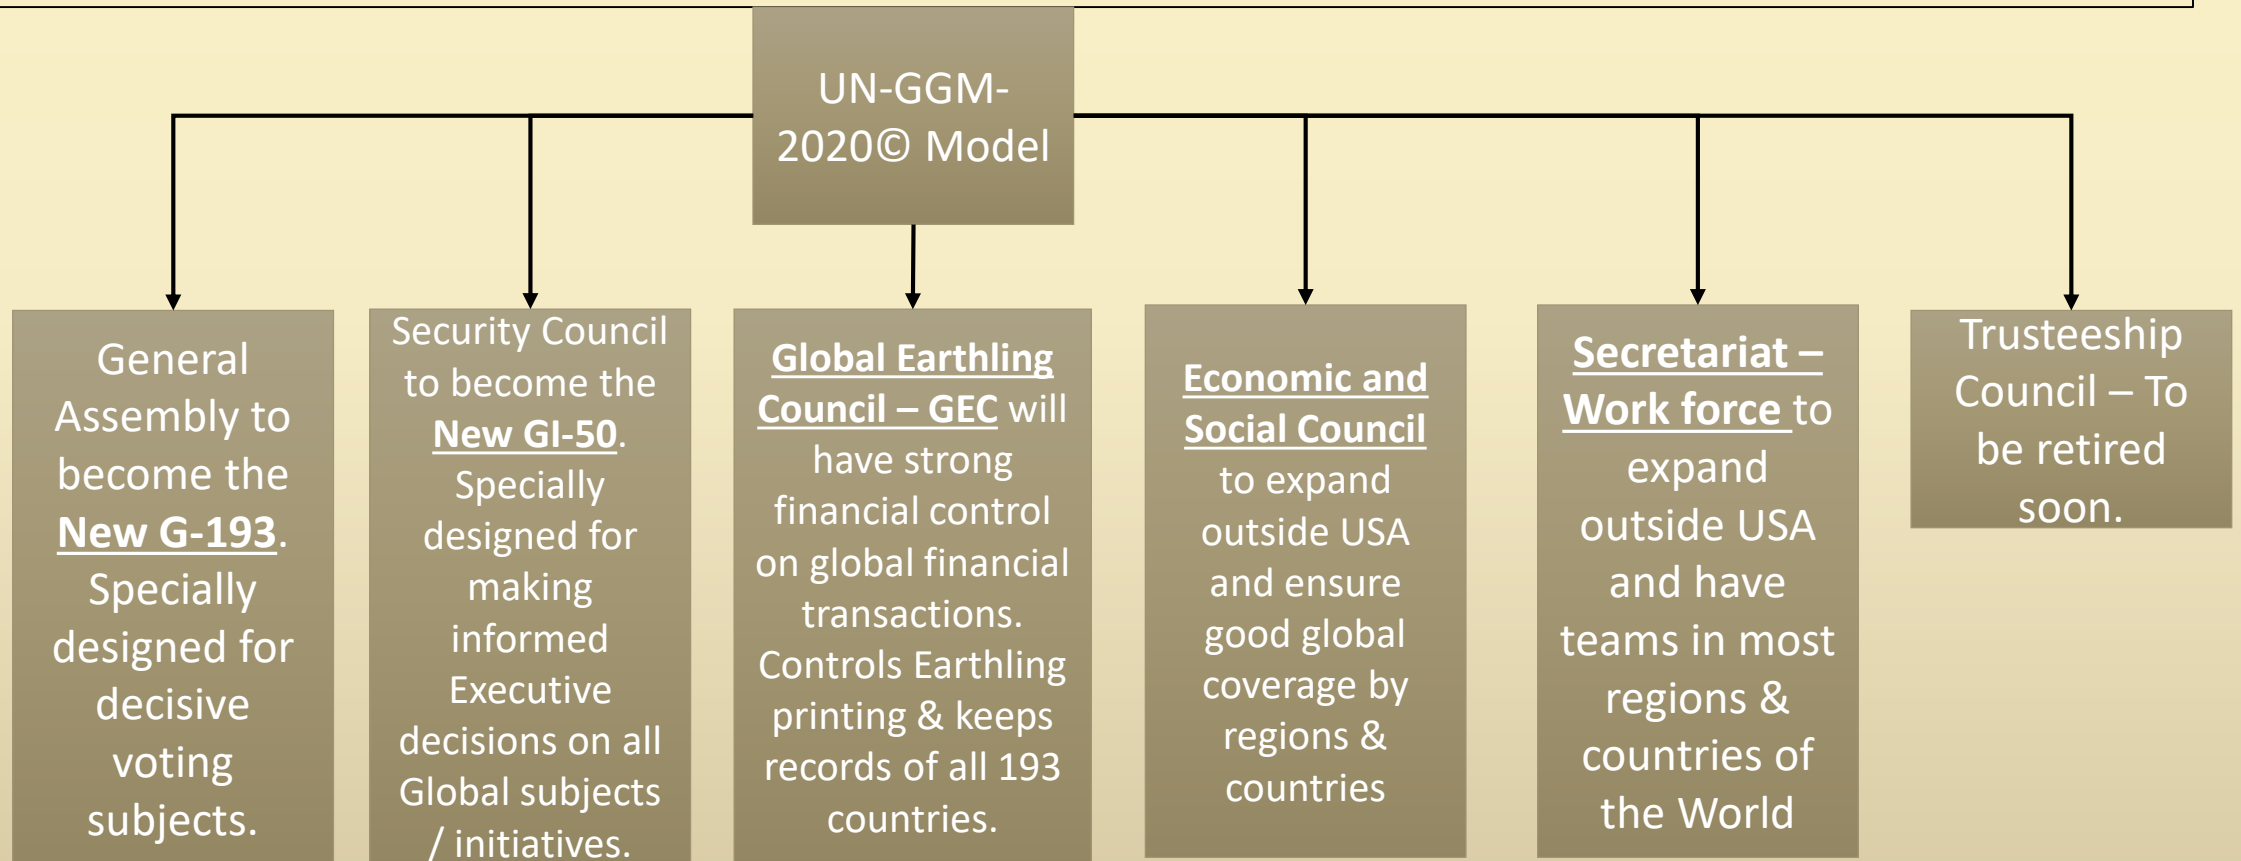 UN-GGM-
2020© Model
General
Assembly to
become the
New G-193.
Specially
designed for
decisive
voting
subjects.
Security Council
to become the
New GI-50.
Specially
designed for
making
informed
Executive
decisions on all
Global subjects
/ initiatives.
Global Earthling
Council – GEC will
have strong
financial control
on global financial
transactions.
Controls Earthling
printing & keeps
records of all 193
countries.
Economic and
Social Council
to expand
outside USA
and ensure
good global
coverage by
regions &
countries
Secretariat –
Work force to
expand
outside USA
and have
teams in most
regions &
countries of
the World
Trusteeship
Council – To
be retired
soon.